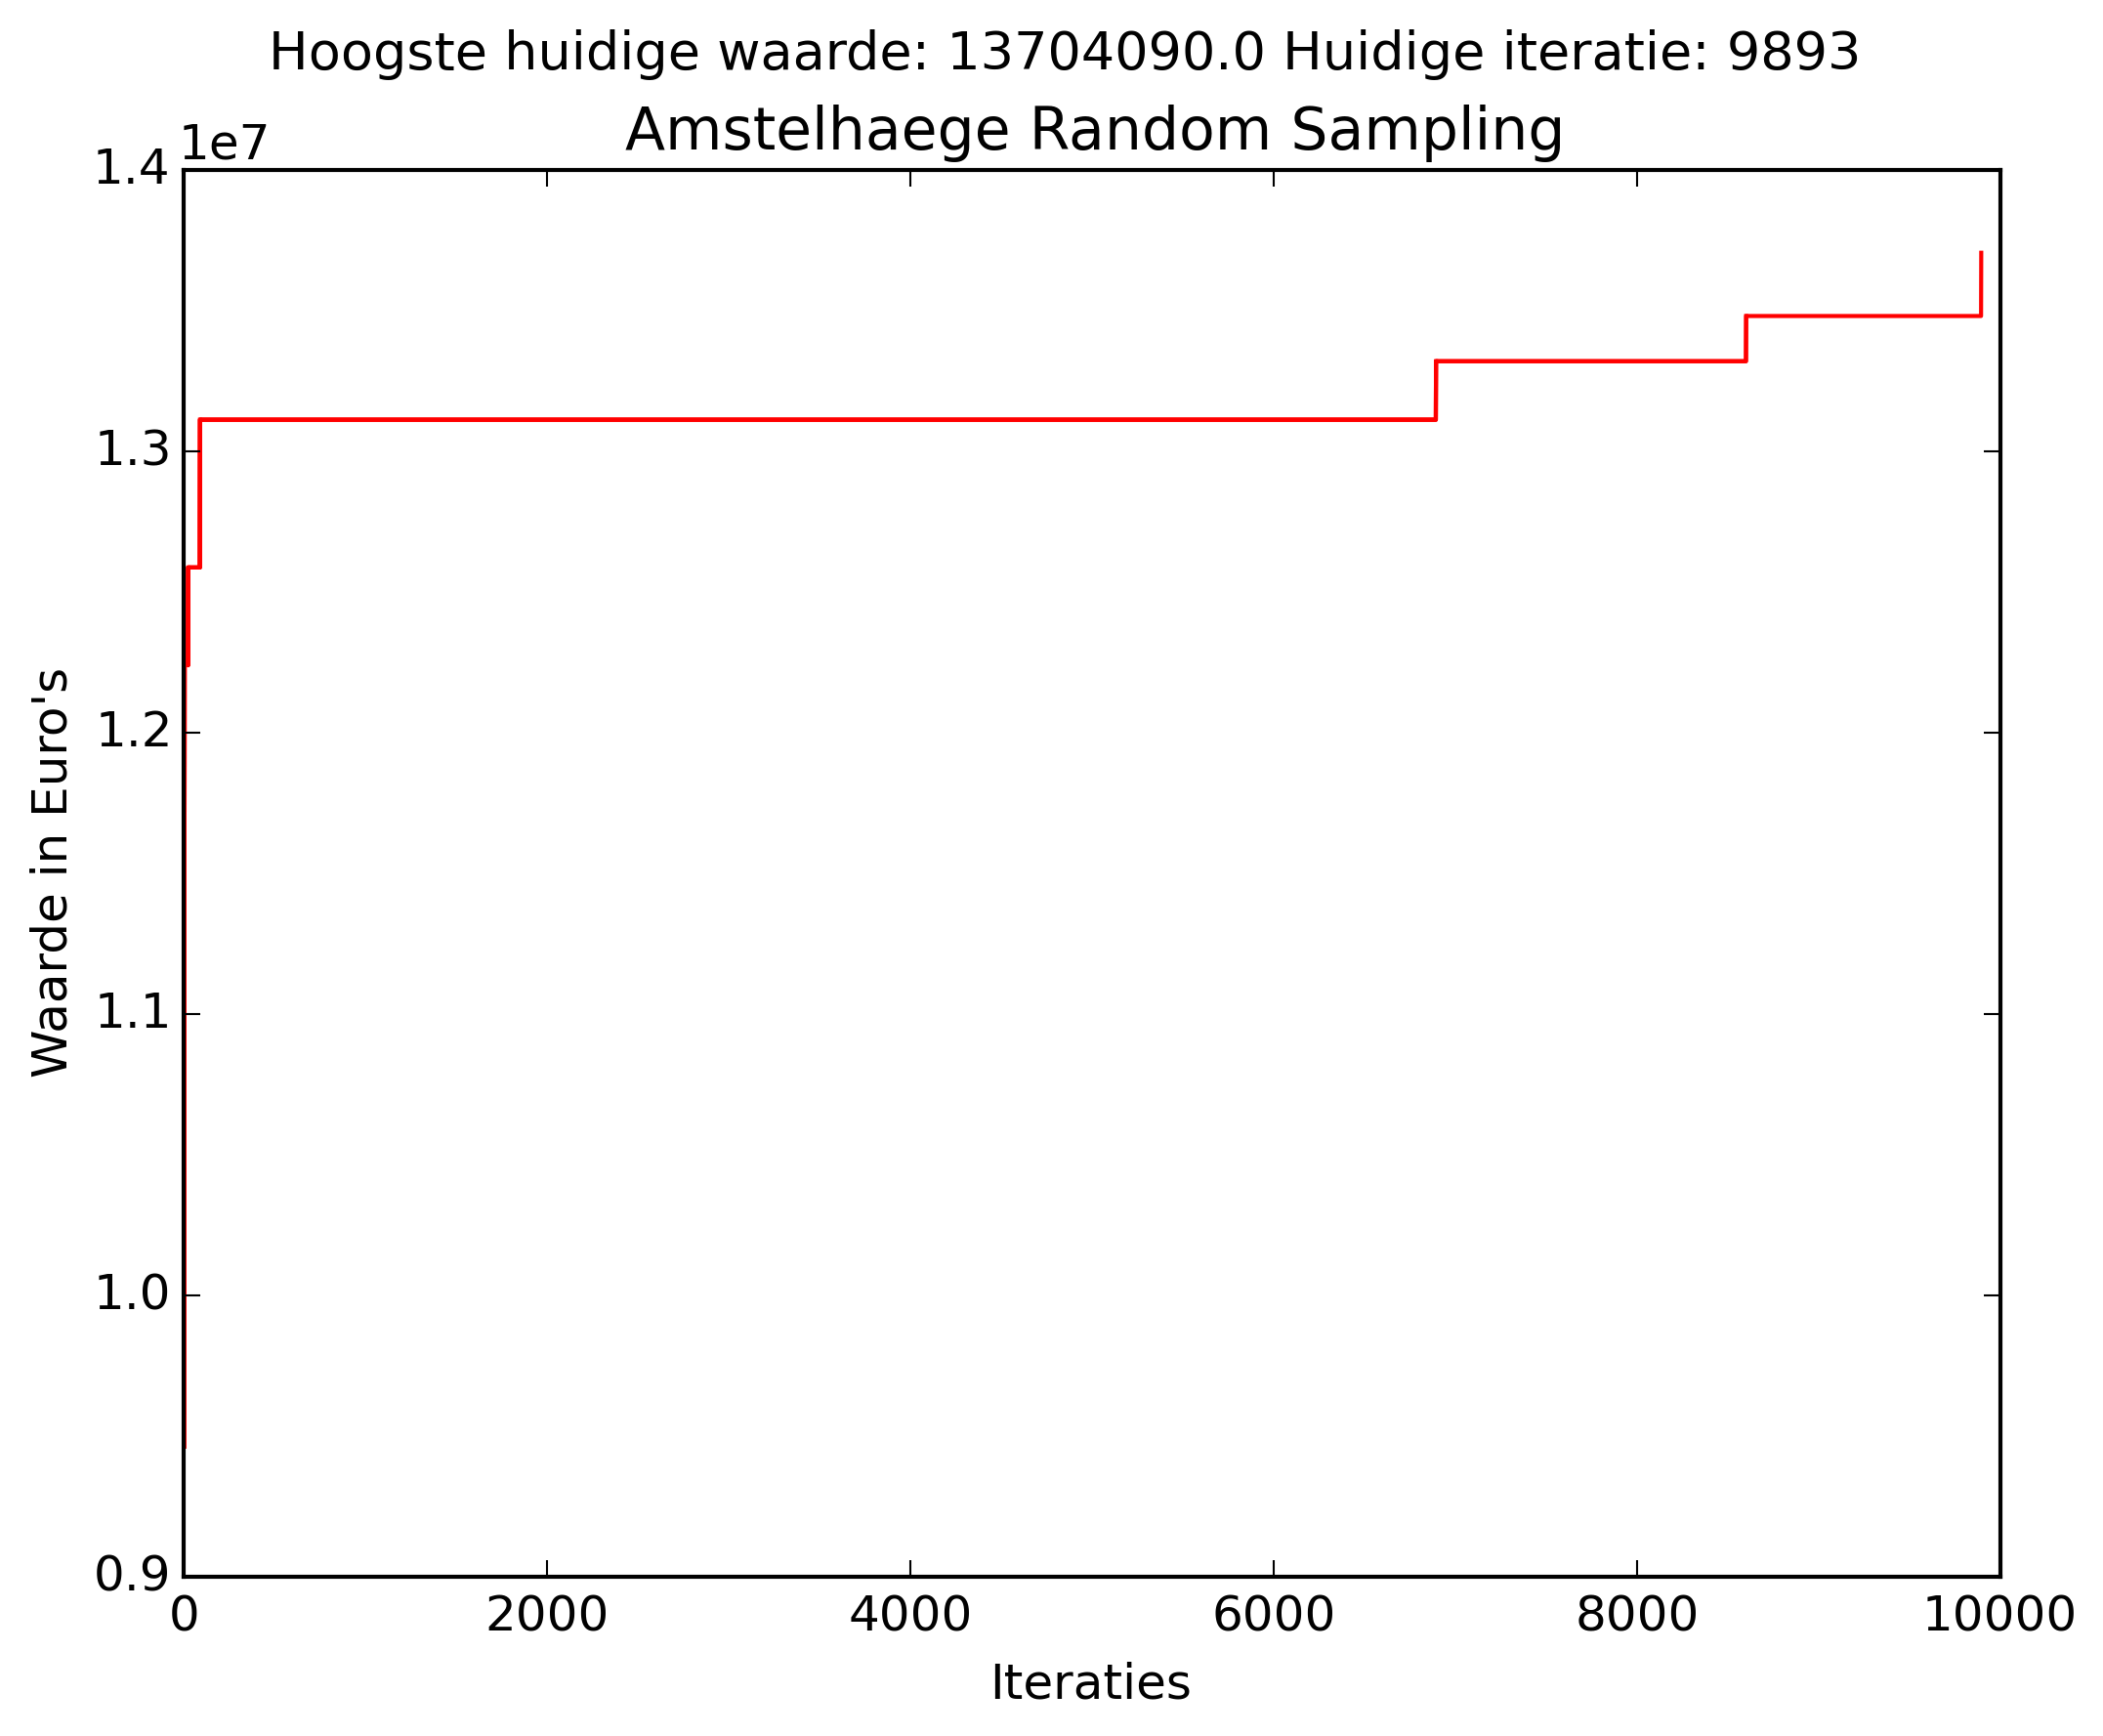 Hoogste huidige waarde: 13704090.0 Huidige iteratie: 9893
Amstelhaege Random Sampling
1e7
1.4
1.3
1.2
1.1
1.0
0.9
Waarde in Euro's
0 2000 4000 6000 8000 10000
Iteraties